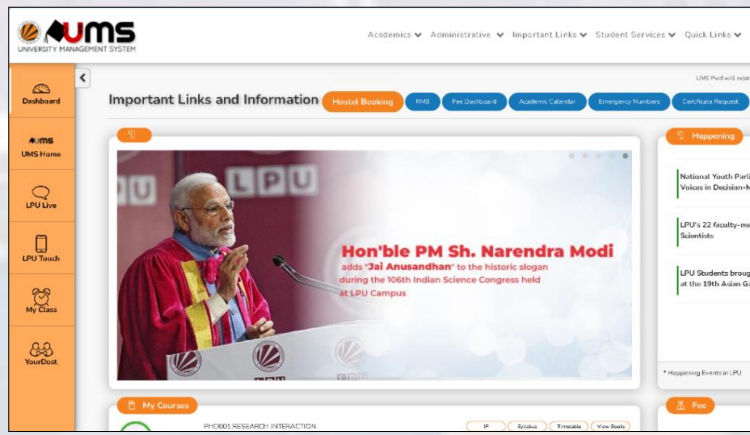 UMS
UNIVERSITY MANAGEMENT SYSTEM
Academics Administrative Important Links Student Services Quick Links
Dashboard
UMS
UMS Home
LPU Live
LPU Touch
My Class
YourDost
Important Links and Information
Hostel Booking RMS Fee Dashboard Academic Calendar Emergency Numbers Certificate Request
LPU
Hon'ble PM Sh. Narendra Modi
adds "Jai Anusandhan" to the historic slogan
during the 106th Indian Science Congress held
at LPU Campus
Happening
National Youth Parli
Voices in Decision-M
LPU's 22 faculty-me
Scientists
LPU Students broug
at the 19th Asian Ga
* Happening Events in LPU
My Courses
PHD001:RESEARCH INTERACTION
IP Syllabus Timetable View Books
Fee